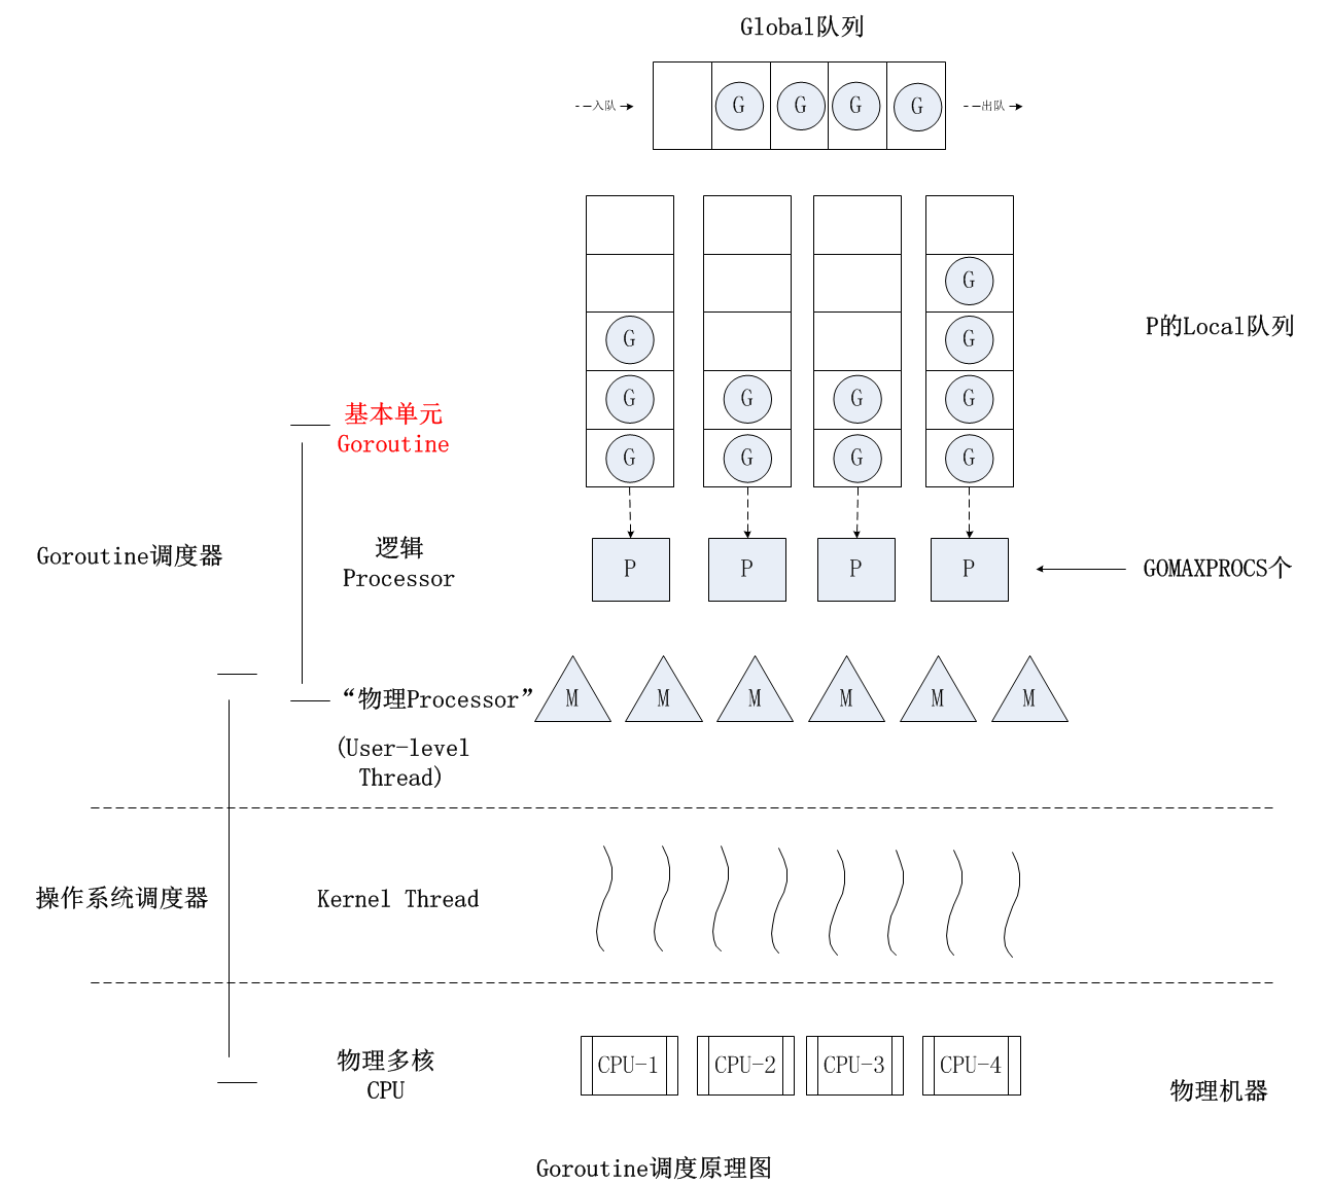 Global队列
--入队
G
G
G
G
--出队
G
G
G
P的Local队列
G
G
G
G
G
基本单元
Goroutine
G
G
G
G
Goroutine调度器
逻辑
Processor
P
P
P
P
GOMAXPROCS个
“物理Processor”
M
M
M
M
M
M
(User-level
Thread)
操作系统调度器
Kernel Thread
物理多核
CPU
CPU-1
CPU-2
CPU-3
CPU-4
物理机器
Goroutine调度原理图